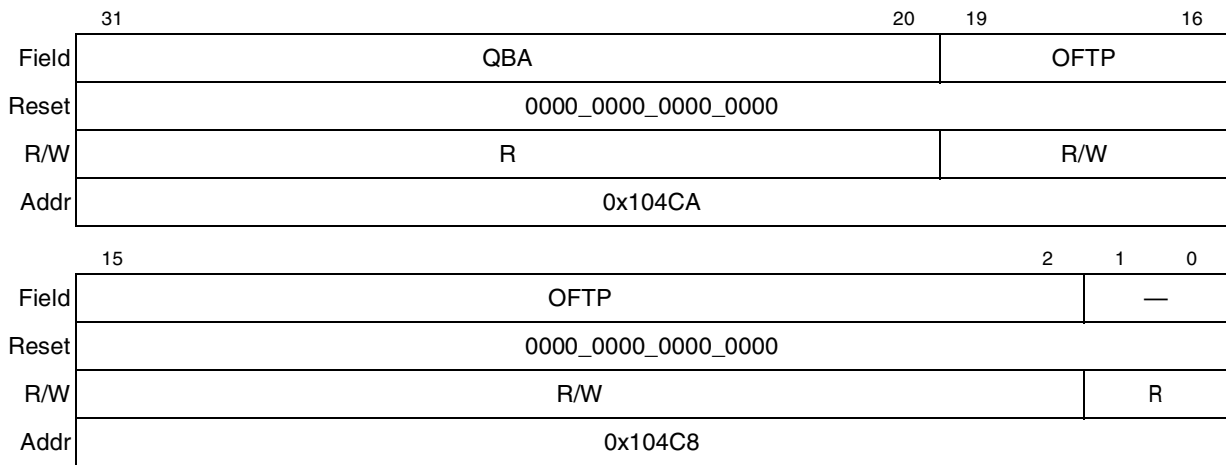 31 20 19 16
Field QBA OFTP
Reset 0000_0000_0000_0000
R/W R R/W
Addr 0x104CA
15 2 1 0
Field OFTP —
Reset 0000_0000_0000_0000
R/W R/W R
Addr 0x104C8